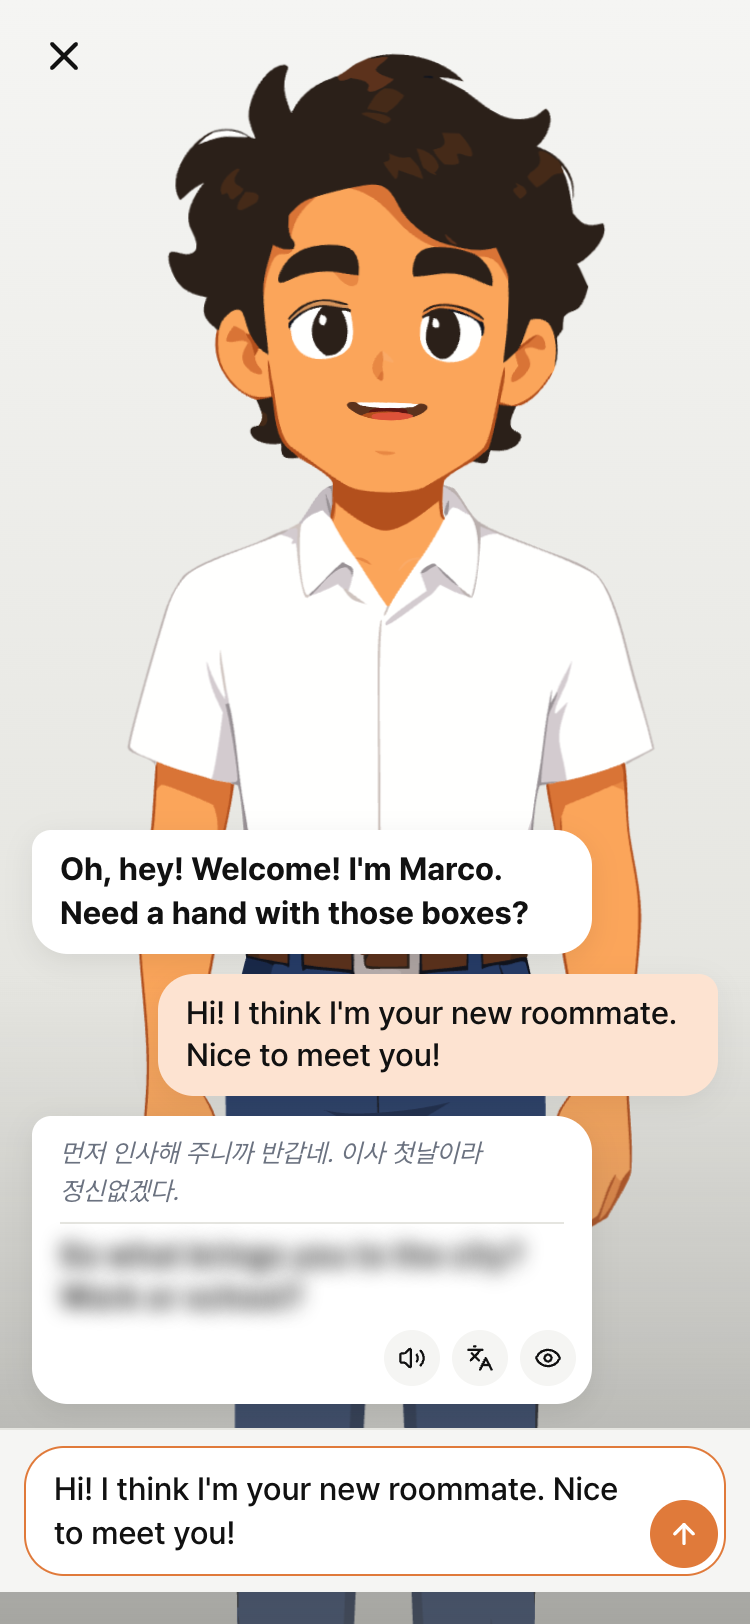 Oh, hey! Welcome! I'm Marco.
Need a hand with those boxes?
Hi! I think I'm your new roommate.
Nice to meet you!
먼저 인사해 주니까 반갑네. 이사 첫날이라
정신없겠다.
Hi! I think I'm your new roommate. Nice
to meet you!